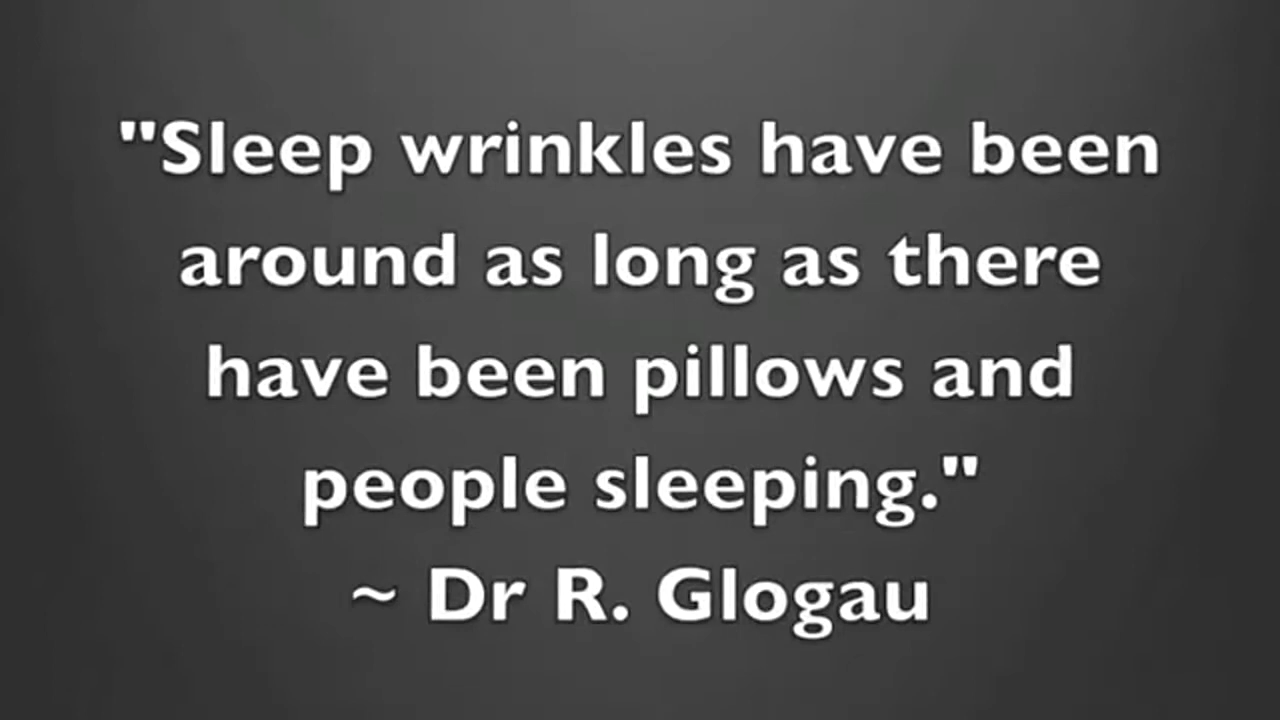 "Sleep wrinkles have been
around as long as there
have been pillows and
people sleeping."
~ Dr R. Glogau